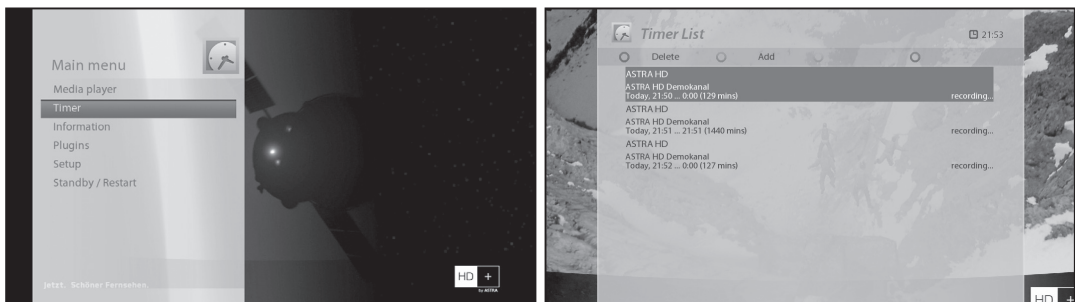 Main menu
Media player
Timer
Information
Plugins
Setup
Standby / Restart
Jetzt. Schöner Fernsehen.
HD +
by ASTRA
Timer List
21:53
Delete Add
ASTRA HD
ASTRA HD Demokanal
Today, 21:50 ... 0:00 (129 mins) recording...
ASTRA HD
ASTRA HD Demokanal
Today, 21:51 ... 21:51 (1440 mins) recording...
ASTRA HD
ASTRA HD Demokanal
Today, 21:52 ... 0:00 (127 mins) recording...
HD +